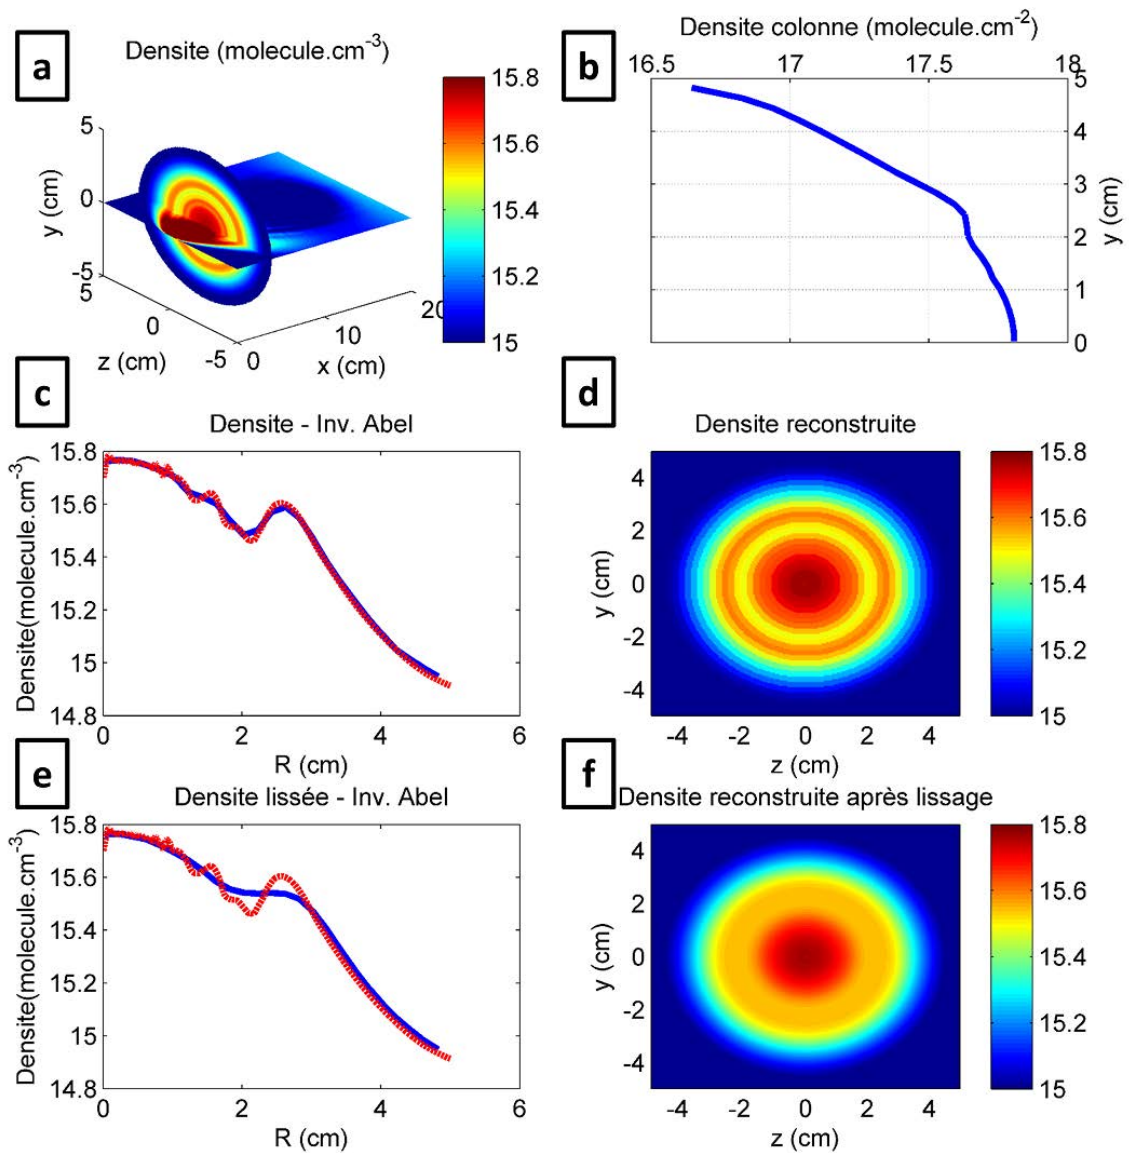 a
Densite (molecule.cm-3)
5
0
-5
y (cm)
5
0
-5
z (cm)
0
10
20
x (cm)
15.8
15.6
15.4
15.2
15
b
Densite colonne (molecule.cm-2)
16.5 17 17.5 18
5
4
3
2
1
0
y (cm)
c
Densite - Inv. Abel
15.8
15.6
15.4
15.2
15
14.8
Densité(molecule.cm-3)
0 2 4 6
R (cm)
d
Densite reconstruite
2
0
-2
-4
y (cm)
-4 -2 0 2 4
z (cm)
15.8
15.6
15.4
15.2
15
e
Densite lissée - Inv. Abel
15.8
15.6
15.4
15.2
15
14.8
Densité(molecule.cm-3)
0 2 4 6
R (cm)
f
Densite reconstruite après lissage
4
2
0
-2
-4
y (cm)
-4 -2 0 2 4
z (cm)
15.8
15.6
15.4
15.2
15